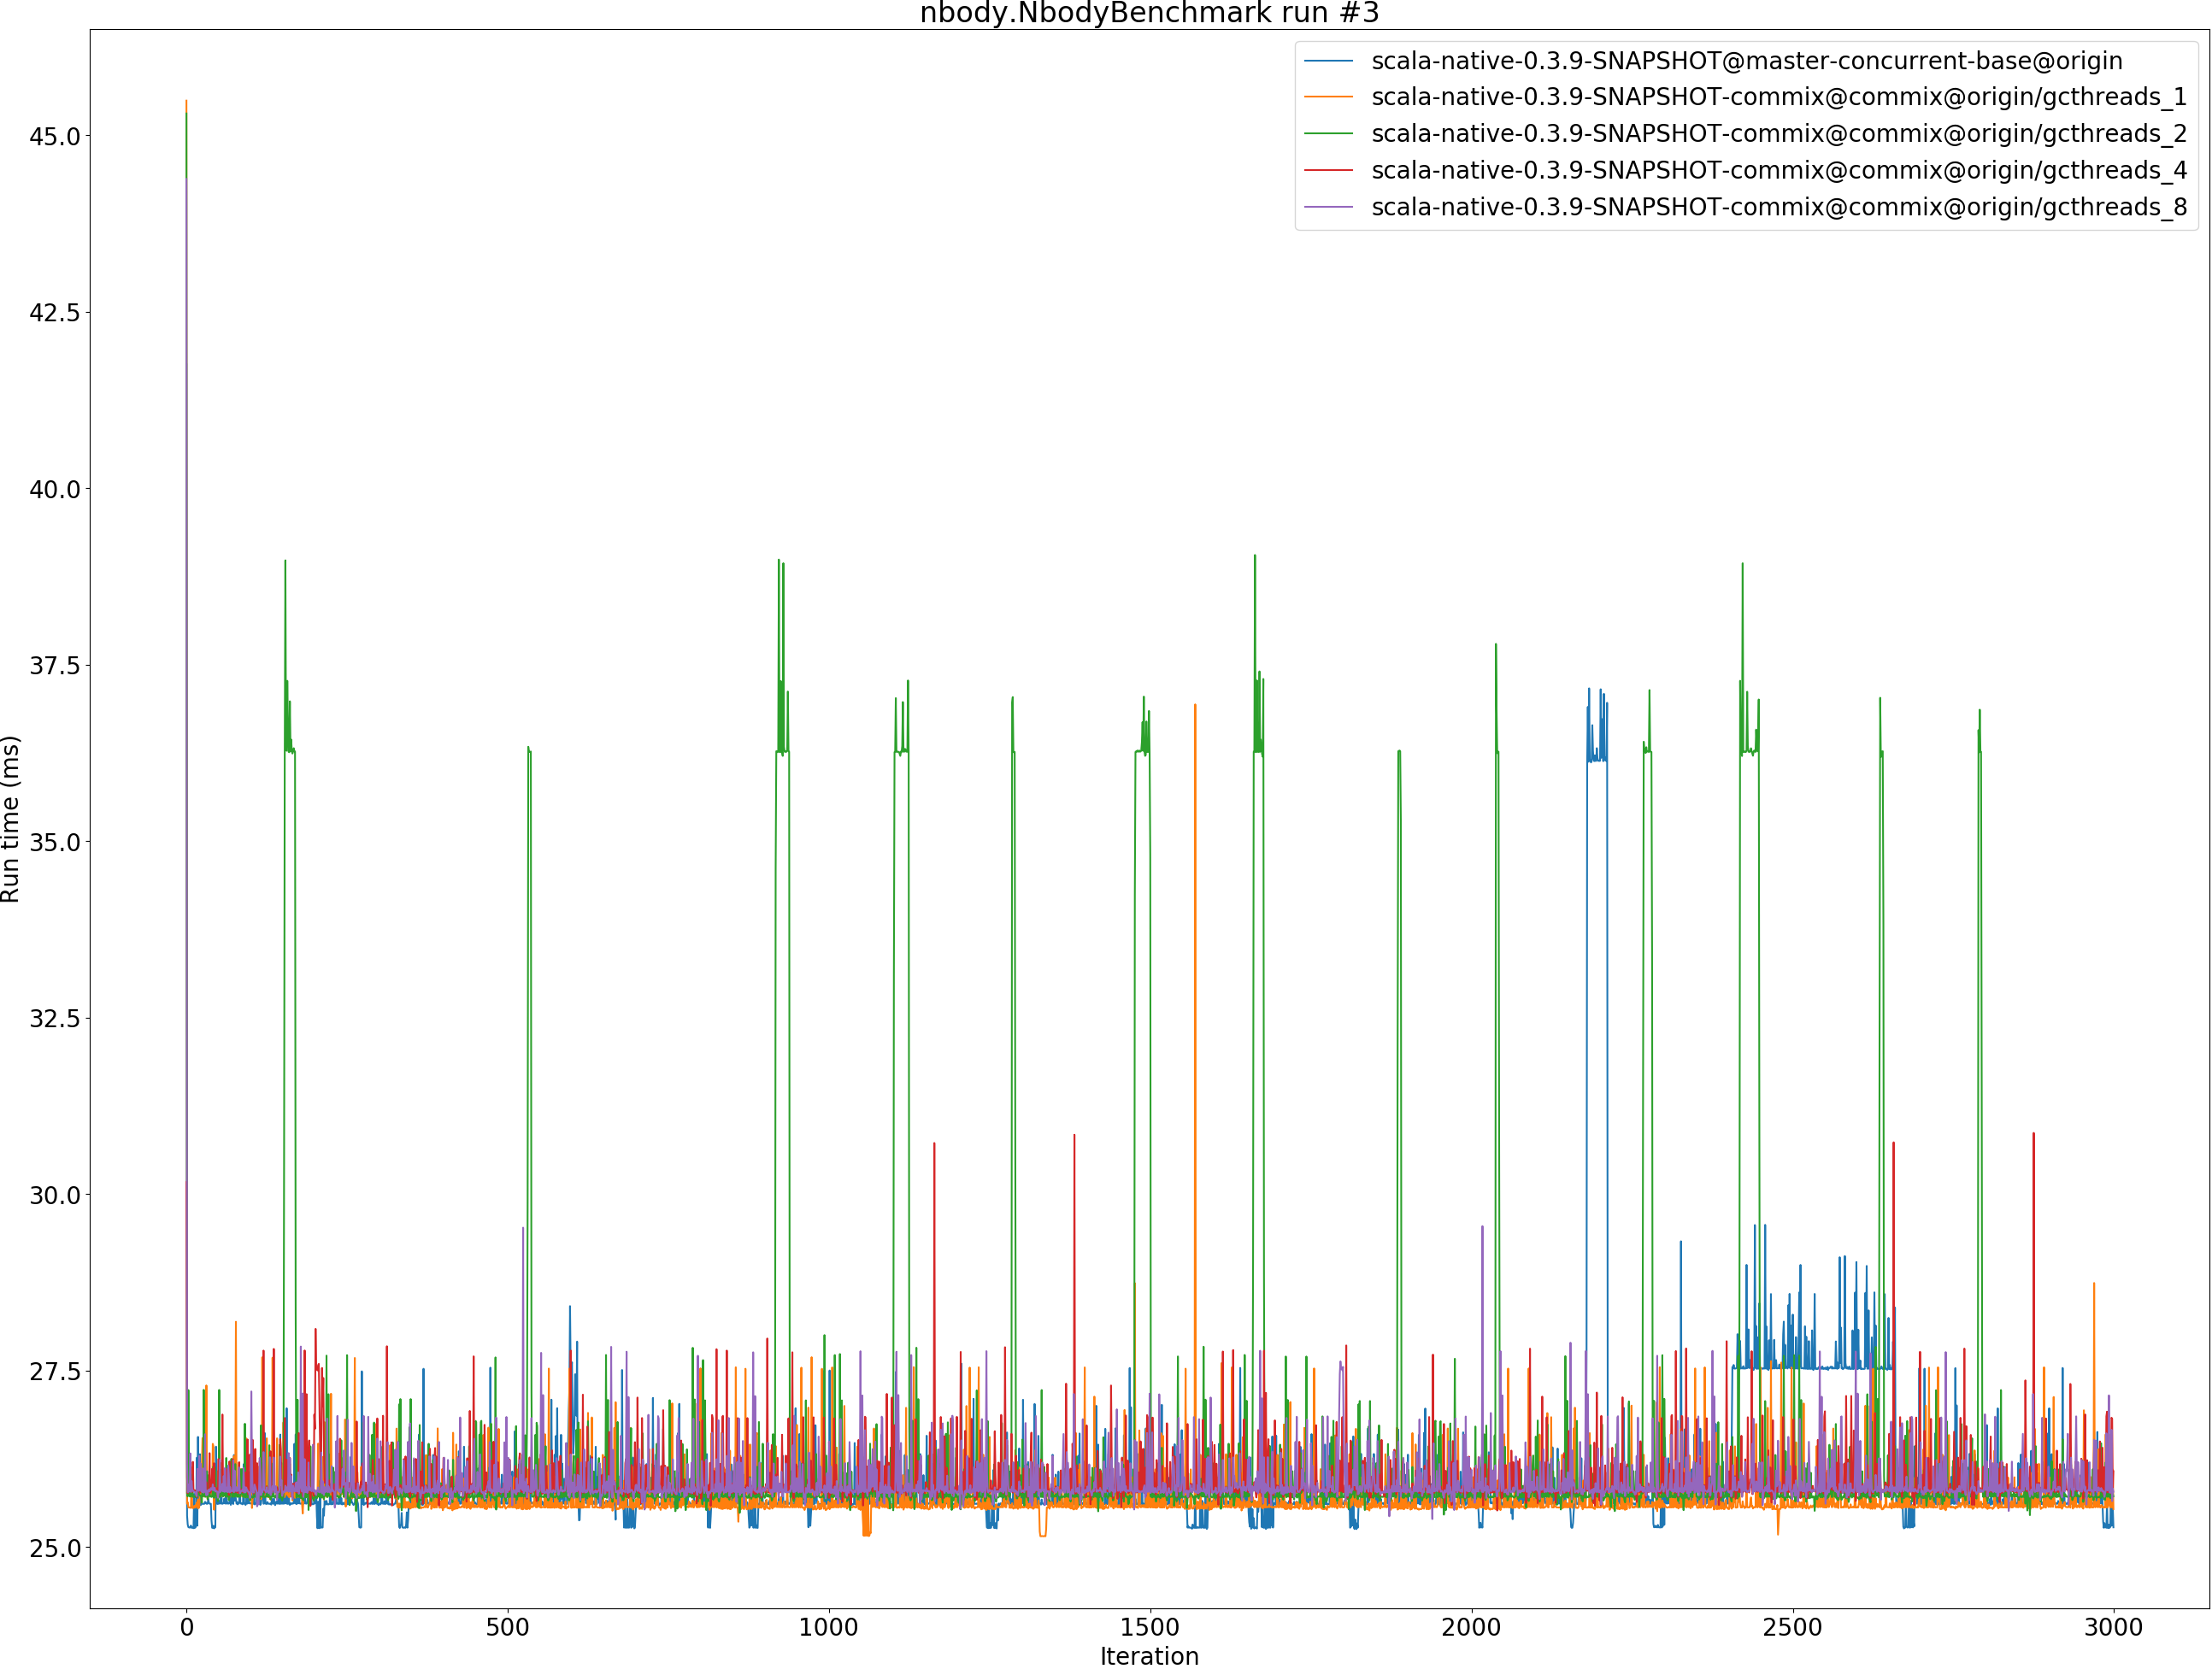 nbody.NbodyBenchmark run #3
scala-native-0.3.9-SNAPSHOT@master-concurrent-base@origin
scala-native-0.3.9-SNAPSHOT-commix@commix@origin/gcthreads_1
scala-native-0.3.9-SNAPSHOT-commix@commix@origin/gcthreads_2
scala-native-0.3.9-SNAPSHOT-commix@commix@origin/gcthreads_4
scala-native-0.3.9-SNAPSHOT-commix@commix@origin/gcthreads_8
45.0
42.5
40.0
37.5
35.0
32.5
30.0
27.5
25.0
Run time (ms)
0 500 1000 1500 2000 2500 3000
Iteration